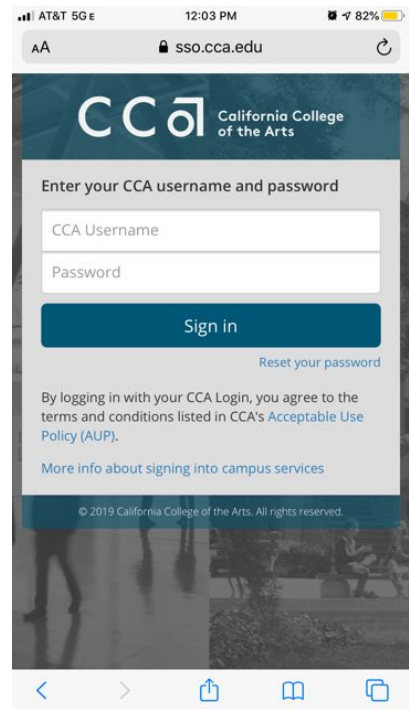 AT&T 5G E 12:03 PM 82%
AA sso.cca.edu
CCA California College
of the Arts
Enter your CCA username and password
CCA Username
Password
Sign in
Reset your password
By logging in with your CCA Login, you agree to the
terms and conditions listed in CCA's Acceptable Use
Policy (AUP).
More info about signing into campus services
© 2019 California College of the Arts. All rights reserved.